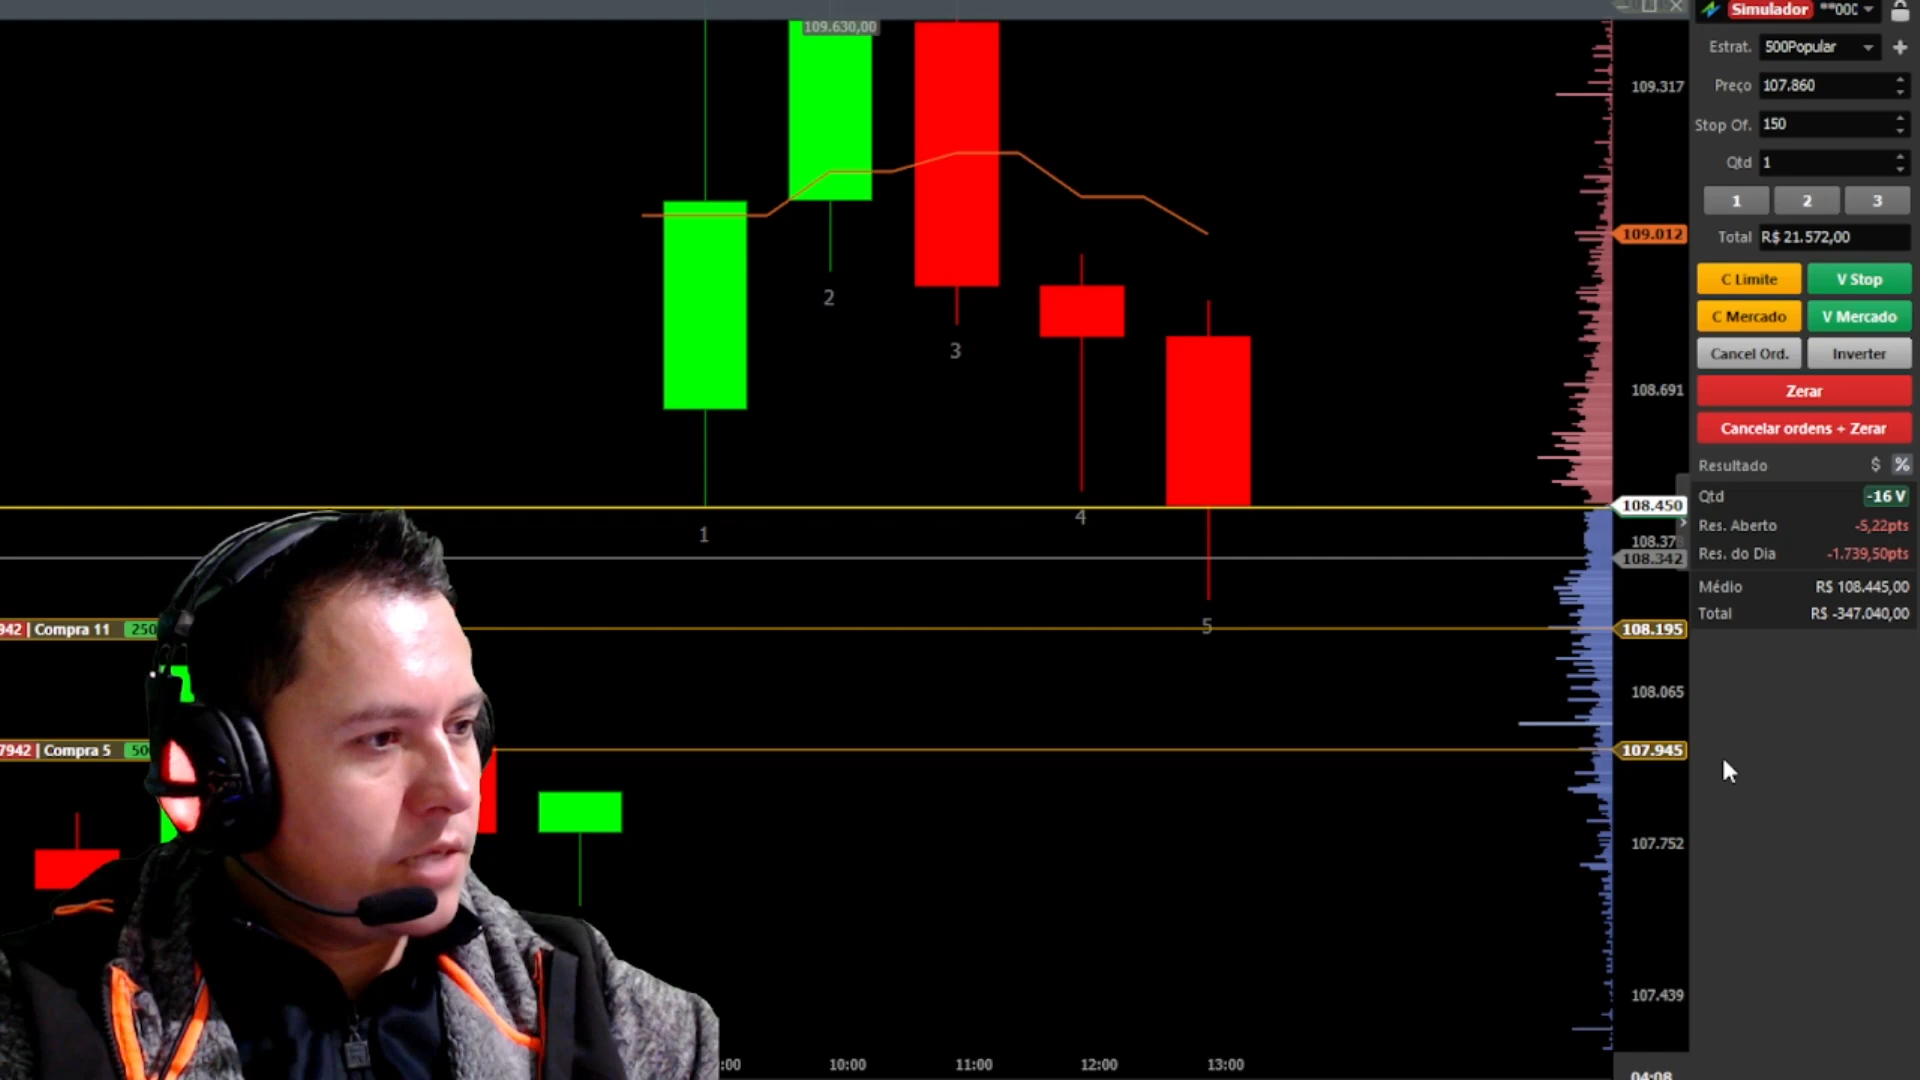 Simulador **000
109.630,00
Estrat. 500Popular
109.317
Preço 107.860
Stop Of. 150
Qtd 1
1 2 3
109.012
Total R$ 21.572,00
C Limite V Stop
2
C Mercado V Mercado
3
Cancel Ord. Inverter
108.691
Zerar
Cancelar ordens + Zerar
Resultado $ %
108.450
Qtd -16 V
4
1
Res. Aberto -5,22pts
108.378
108.342
Res. do Dia -1.739,50pts
Médio R$ 108.445,00
Total R$ -347.040,00
942 | Compra 11 250
5
108.195
108.065
7942 | Compra 5 50
107.945
107.752
107.439
:00 10:00 11:00 12:00 13:00
04:08